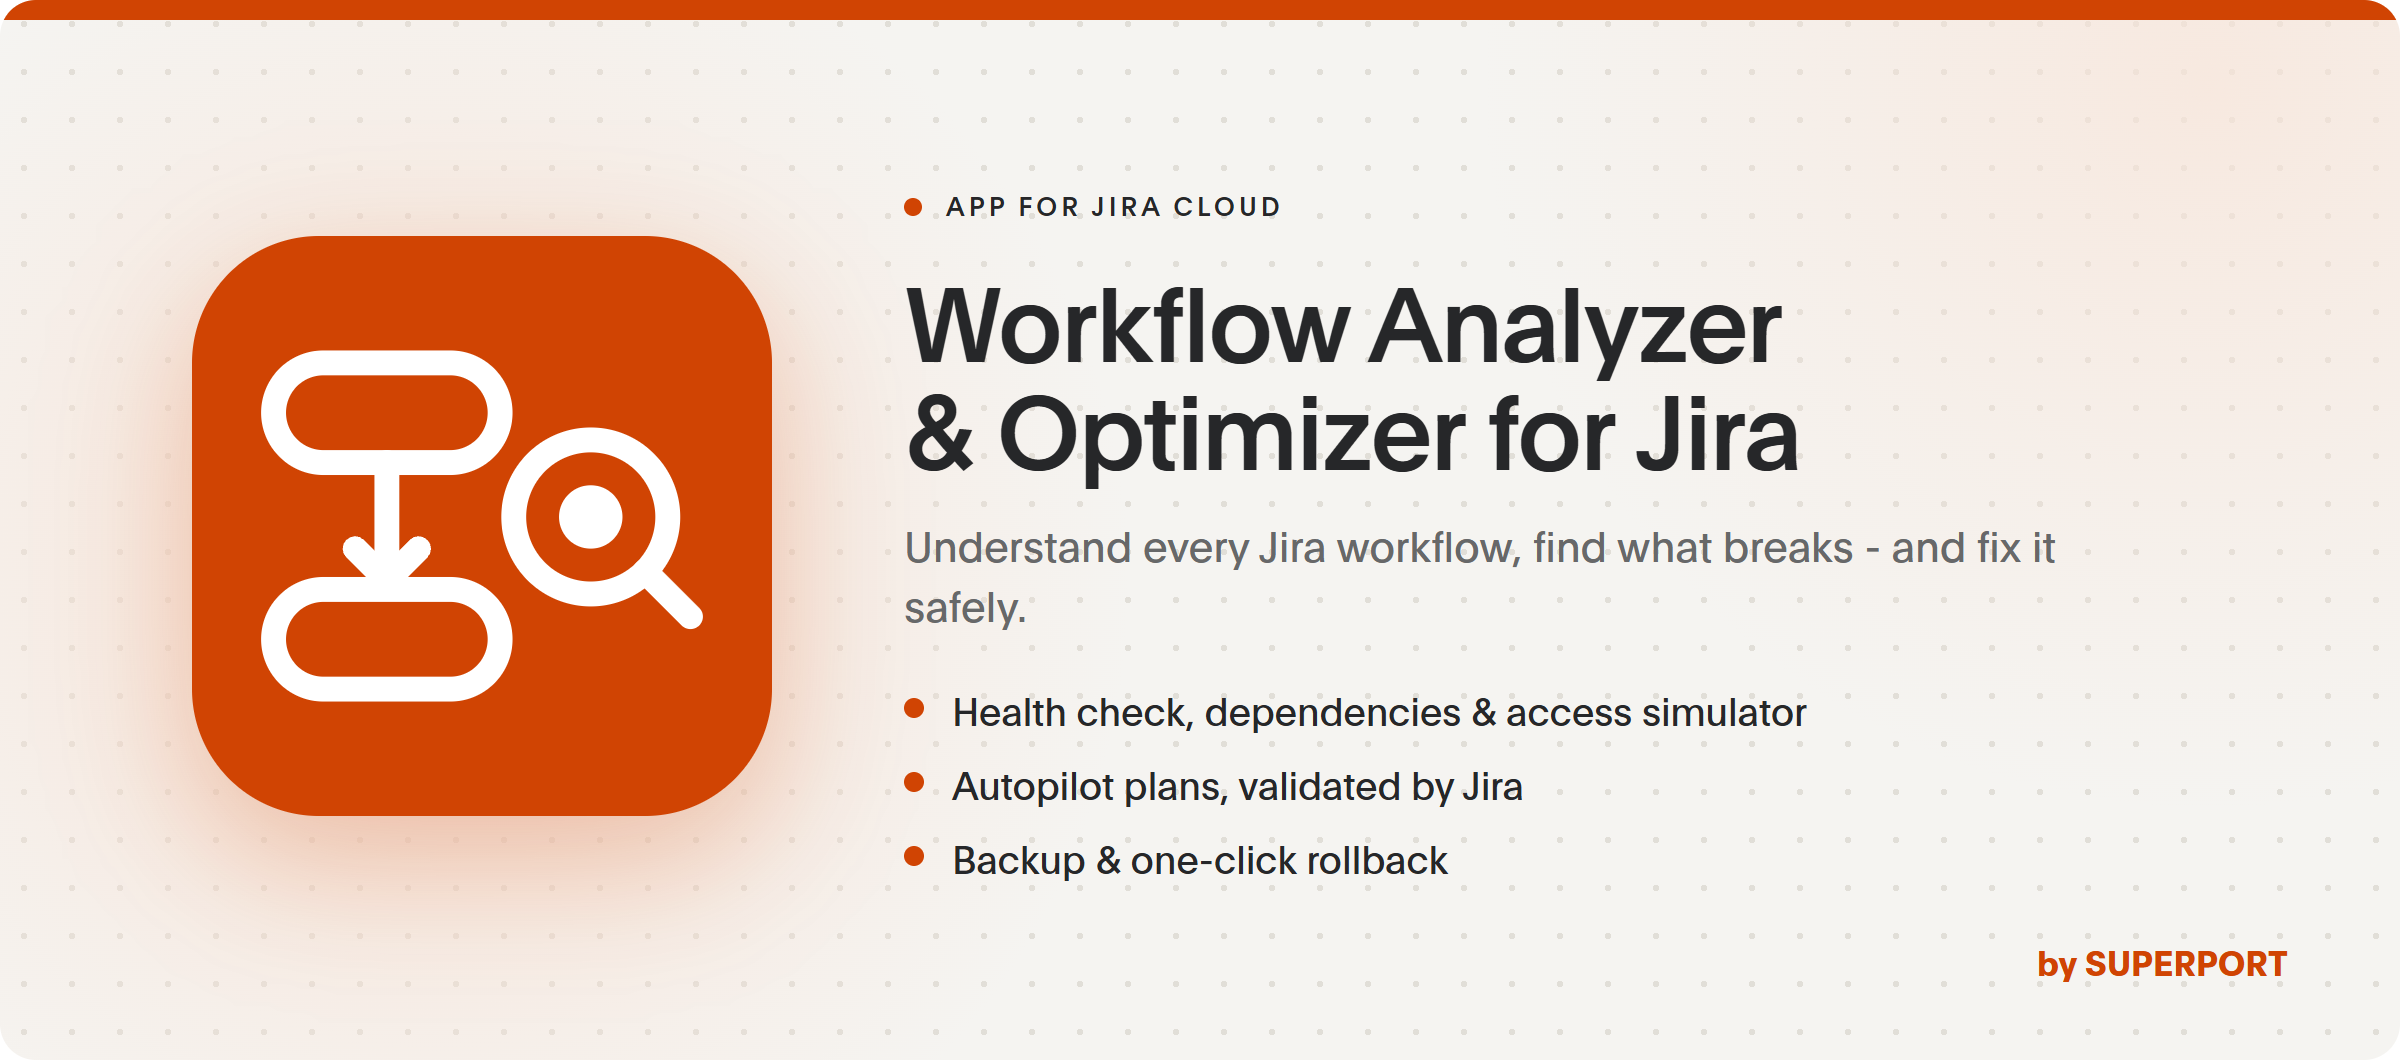 APP FOR JIRA CLOUD
Workflow Analyzer
& Optimizer for Jira
Understand every Jira workflow, find what breaks - and fix it
safely.
Health check, dependencies & access simulator
Autopilot plans, validated by Jira
Backup & one-click rollback
by SUPERPORT